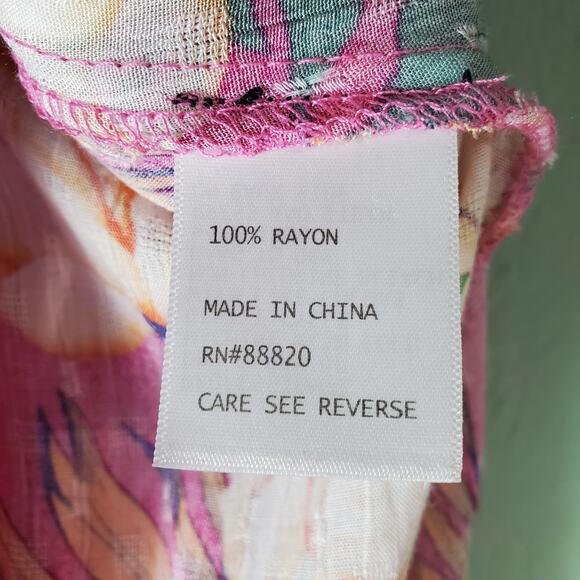 100% RAYON
MADE IN CHINA
RN#88820
CARE SEE REVERSE